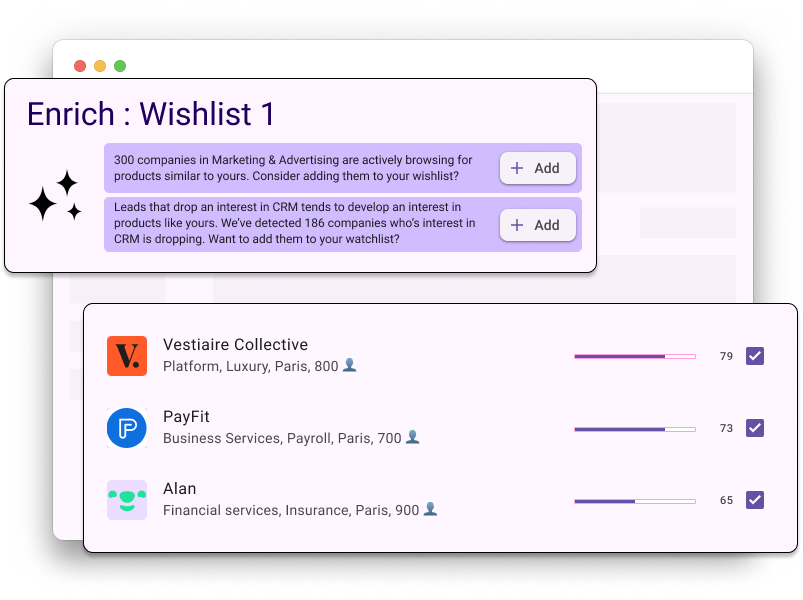 Enrich : Wishlist 1
300 companies in Marketing & Advertising are actively browsing for
products similar to yours. Consider adding them to your wishlist?
+ Add
Leads that drop an interest in CRM tends to develop an interest in
products like yours. We’ve detected 186 companies who’s interest in
CRM is dropping. Want to add them to your watchlist?
+ Add
V.
Vestiaire Collective
Platform, Luxury, Paris, 800
79
P
PayFit
Business Services, Payroll, Paris, 700
73
Alan
Financial services, Insurance, Paris, 900
65